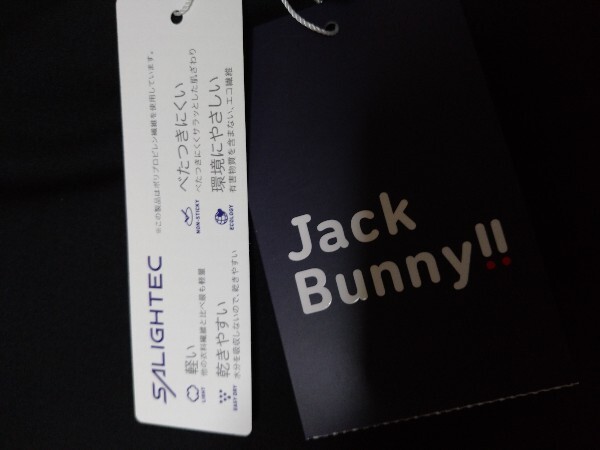 SALIGHTEC
※この製品はポリプロピレン繊維を使用しています。
LIGHT
軽い
他の衣料繊維と比べ最も軽量
NON-STICKY
べたつきにくい
べたつきにくくサラッとした肌ざわり
EASY DRY
乾きやすい
水分を吸収しないので、乾きやすい
ECOLOGY
環境にやさしい
有害物質を含まない、エコ繊維
Jack
Bunny!!